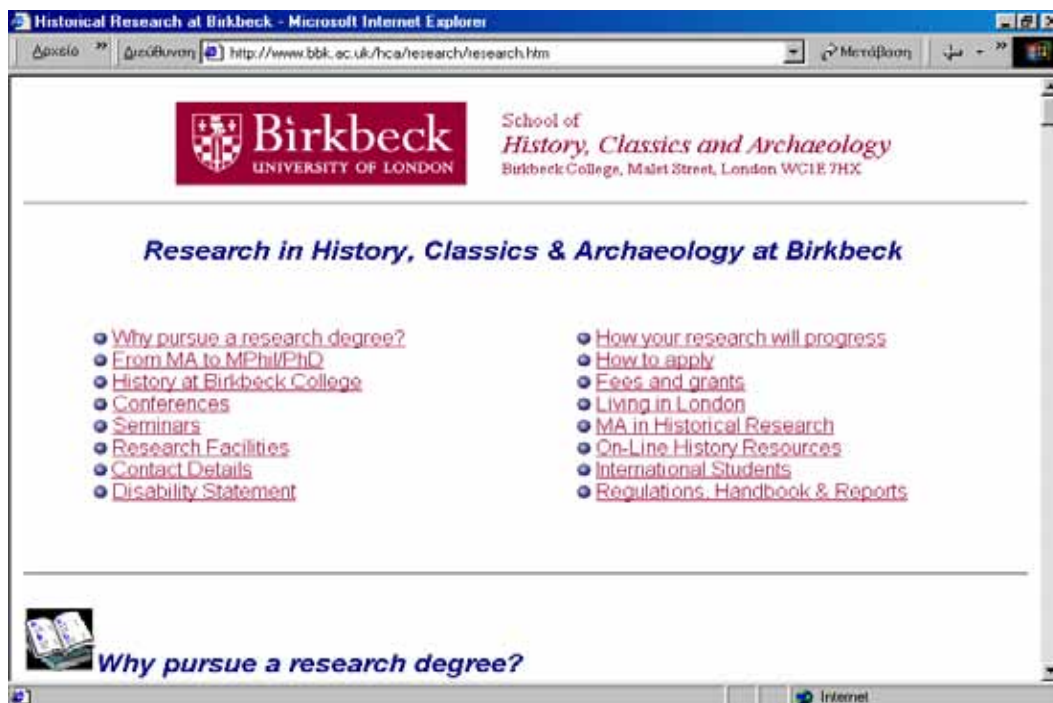 Historical Research at Birkbeck - Microsoft Internet Explorer
Αρχείο » Διεύθυνση http://www.bbk.ac.uk/hca/research/research.htm Μετάβαση »
Birkbeck
UNIVERSITY OF LONDON
School of
History, Classics and Archaeology
Birkbeck College, Malet Street, London WC1E 7HX
Research in History, Classics & Archaeology at Birkbeck
Why pursue a research degree?
From MA to MPhil/PhD
History at Birkbeck College
Conferences
Seminars
Research Facilities
Contact Details
Disability Statement
How your research will progress
How to apply
Fees and grants
Living in London
MA in Historical Research
On-Line History Resources
International Students
Regulations, Handbook & Reports
Why pursue a research degree?
Internet